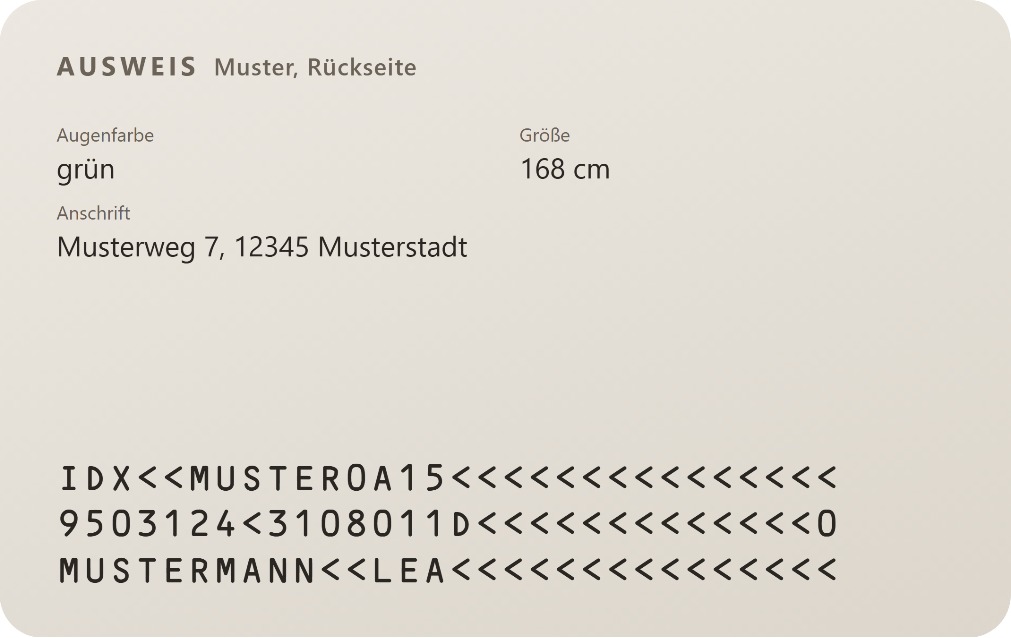 AUSWEIS Muster, Rückseite
Augenfarbe Größe
grün 168 cm
Anschrift
Musterweg 7, 12345 Musterstadt
IDX<<MUSTER0A15<<<<<<<<<<<<<<<
9503124<3108011D<<<<<<<<<<<<<0
MUSTERMANN<<LEA<<<<<<<<<<<<<<<